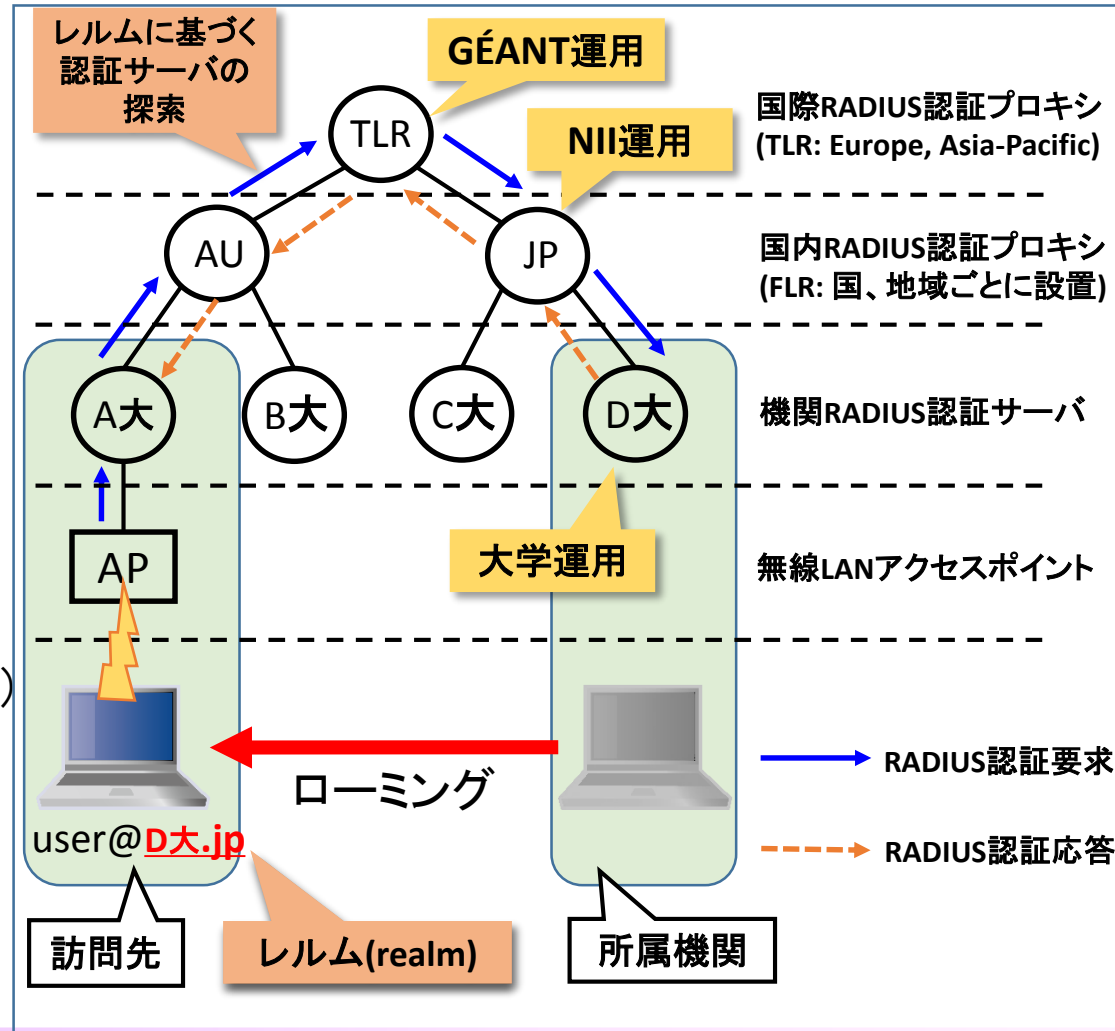 レルムに基づく
認証サーバの
探索
GÉANT運用
TLR
NII運用
国際RADIUS認証プロキシ
(TLR: Europe, Asia-Pacific)
AU
JP
国内RADIUS認証プロキシ
(FLR: 国、地域ごとに設置)
A大
B大
C大
D大
機関RADIUS認証サーバ
AP
大学運用
無線LANアクセスポイント
)
ローミング
RADIUS認証要求
user@D大.jp
RADIUS認証応答
訪問先
レルム(realm)
所属機関